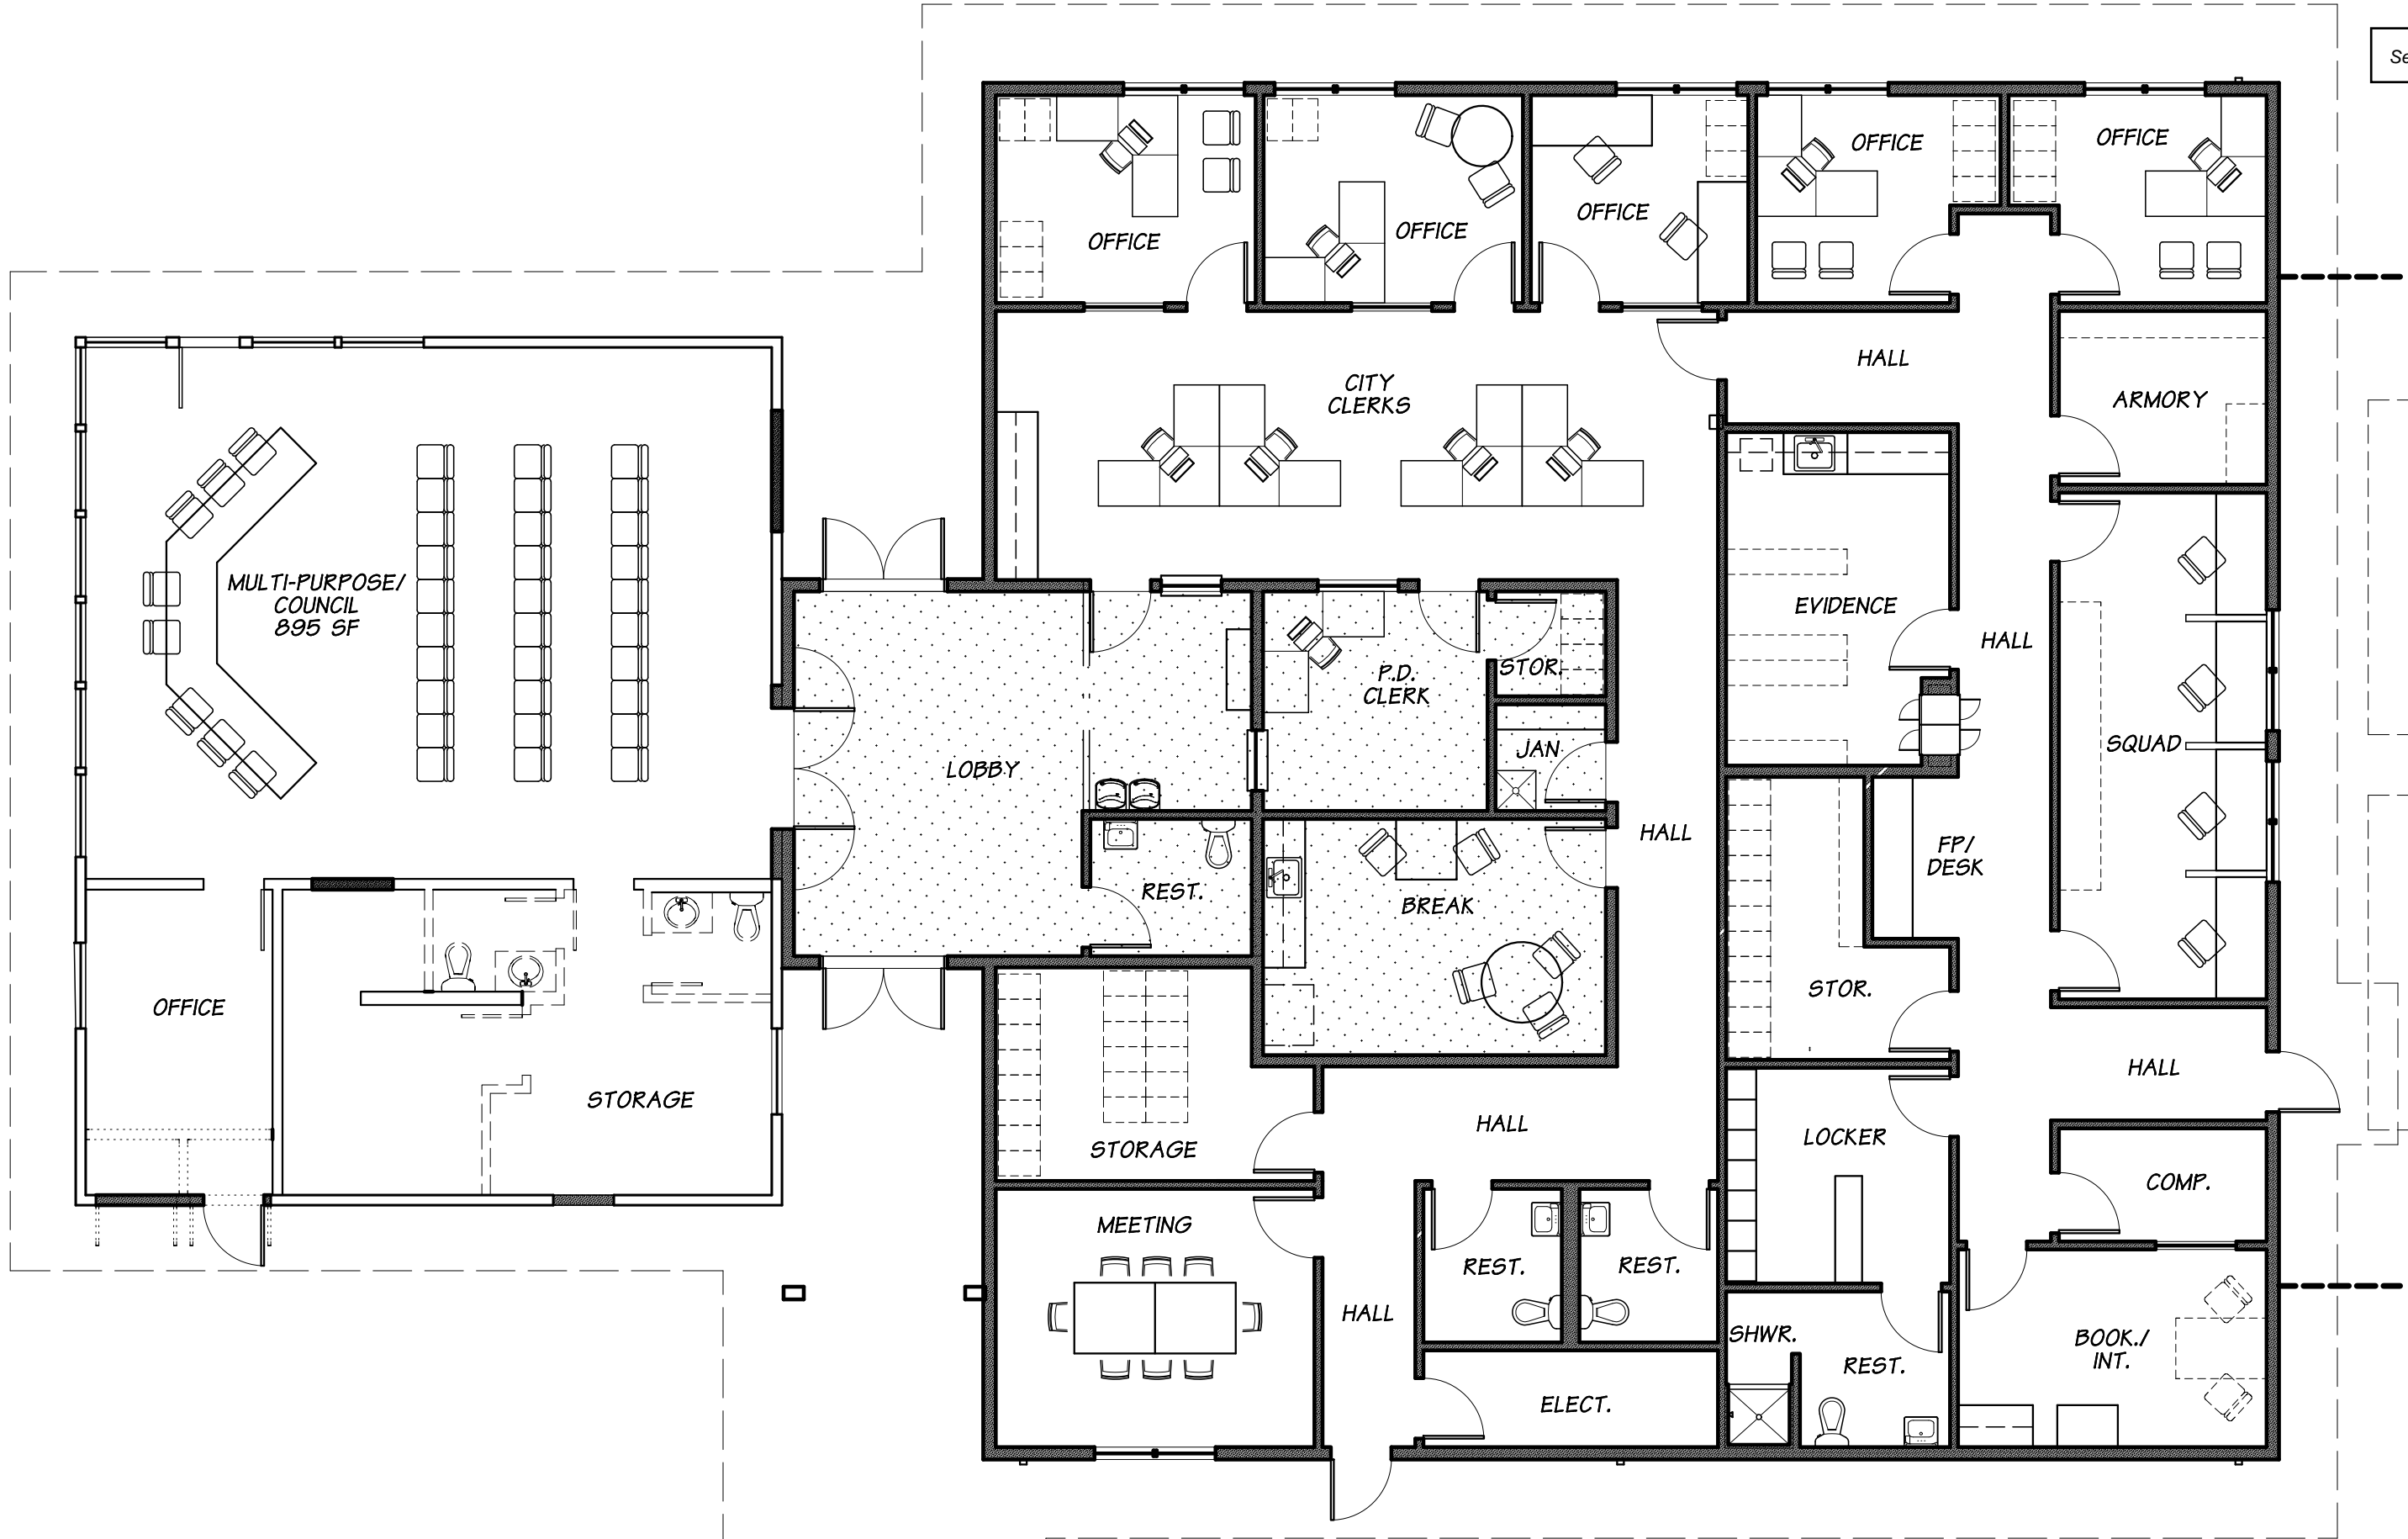 Se
OFFICE
OFFICE
OFFICE
OFFICE
OFFICE
HALL
CITY
CLERKS
ARMORY
MULTI-PURPOSE/
COUNCIL
895 SF
EVIDENCE
HALL
P.D.
CLERK
STOR.
JAN
LOBBY
SQUAD
HALL
FP/
DESK
REST.
BREAK
OFFICE
STOR.
STORAGE
STORAGE
HALL
HALL
LOCKER
COMP.
MEETING
REST.
REST.
HALL
SHWR.
REST.
BOOK./
INT.
ELECT.